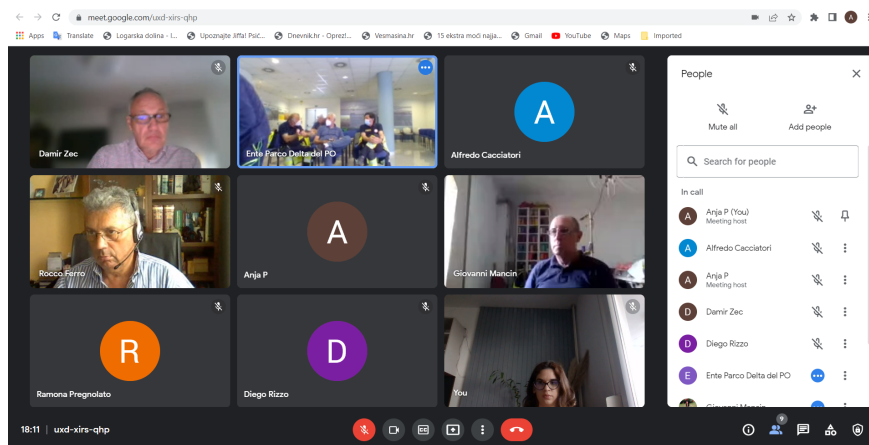 meet.google.com/uxd-xirs-qhp
Apps Translate Logarska dolina - I... Upoznajte Jiffa! Psić... Dnevnik.hr - Oprez!... Vesmasina.hr 15 ekstra moći najja... Gmail YouTube Maps Imported
Damir Zec
Ente Parco Delta del PO
A
Alfredo Cacciatori
Rocco Ferro
A
Anja P
Giovanni Mancin
R
Ramona Pregnolato
D
Diego Rizzo
You
People
Mute all
Add people
Search for people
In call
A Anja P (You)
Meeting host
A Alfredo Cacciatori
A Anja P
Meeting host
D Damir Zec
D Diego Rizzo
E Ente Parco Delta del PO
Giovanni Mancin
18:11 | uxd-xirs-qhp
CC
9
A